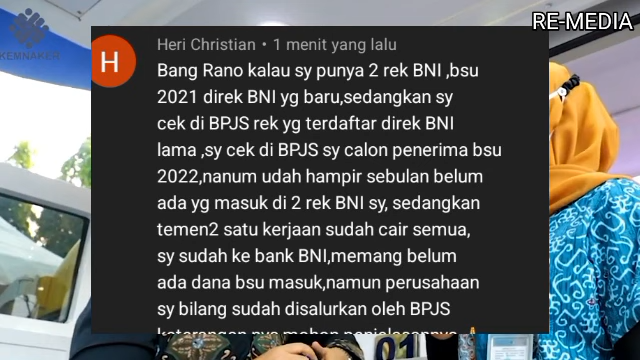 RE-MEDIA
KEMNAKER
H
Heri Christian • 1 menit yang lalu
Bang Rano kalau sy punya 2 rek BNI ,bsu
2021 direk BNI yg baru,sedangkan sy
cek di BPJS rek yg terdaftar direk BNI
lama ,sy cek di BPJS sy calon penerima bsu
2022,nanum udah hampir sebulan belum
ada yg masuk di 2 rek BNI sy, sedangkan
temen2 satu kerjaan sudah cair semua,
sy sudah ke bank BNI,memang belum
ada dana bsu masuk,namun perusahaan
sy bilang sudah disalurkan oleh BPJS
01